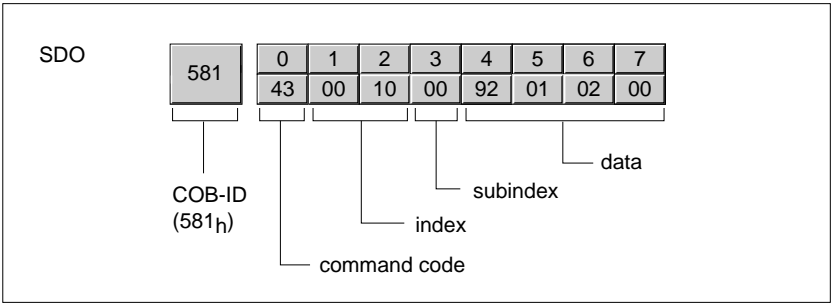 SDO
581
0 1 2 3 4 5 6 7
43 00 10 00 92 01 02 00
data
COB-ID
subindex
(581h)
index
command code